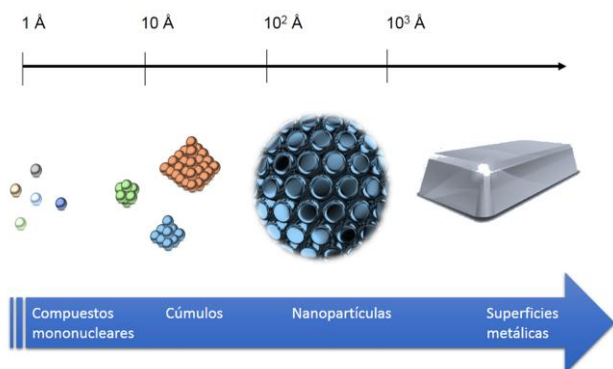 1 Å 10 Å 10² Å 10³ Å
Compuestos mononucleares
Cúmulos
Nanopartículas
Superficies metálicas